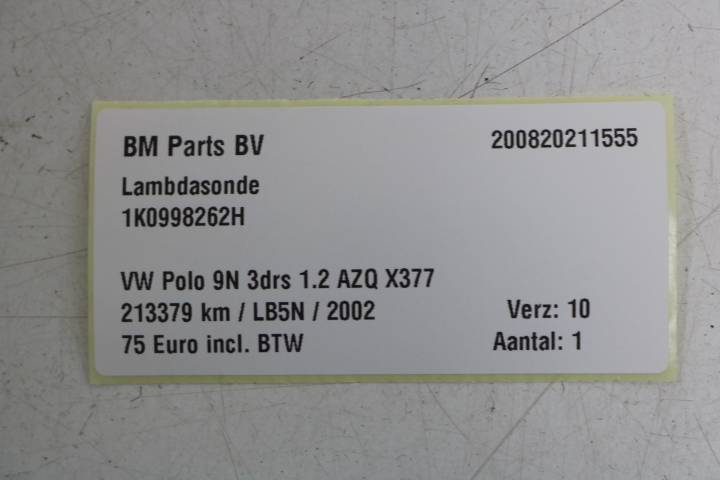 BM Parts BV 200820211555
Lambdasonde
1K0998262H
VW Polo 9N 3drs 1.2 AZQ X377
213379 km / LB5N / 2002 Verz: 10
75 Euro incl. BTW Aantal: 1